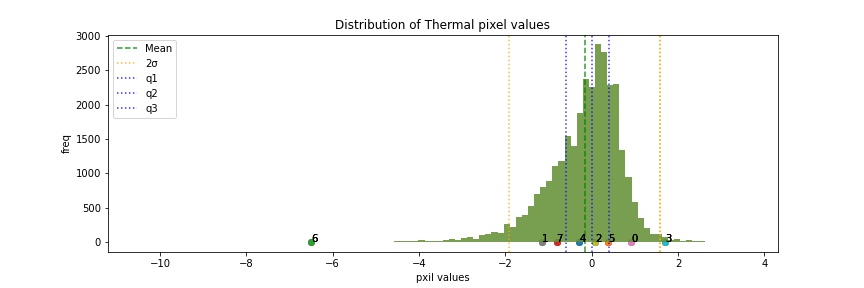 Distribution of Thermal pixel values
Mean
2σ
q1
q2
q3
freq
3000
2500
2000
1500
1000
500
0
6 1 7 4 2 5 0 3
−10 −8 −6 −4 −2 0 2 4
pxil values